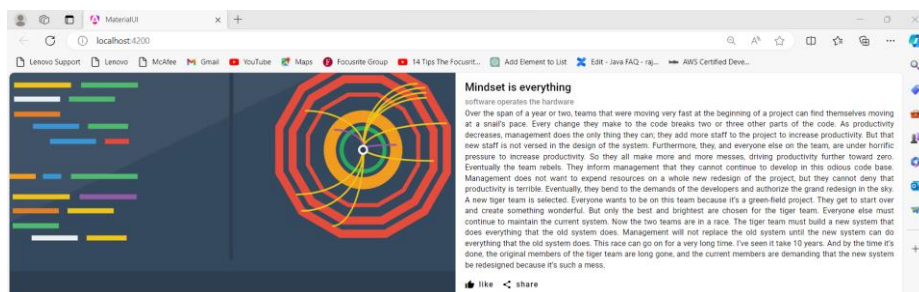 MaterialUI
localhost:4200
Lenovo Support Lenovo McAfee Gmail YouTube Maps Focusrite Group 14 Tips The Focusrit... Add Element to List Edit - Java FAQ - raj... AWS Certified Deve...
Mindset is everything
software operates the hardware
Over the span of a year or two, teams that were moving very fast at the beginning of a project can find themselves moving
at a snail's pace. Every change they make to the code breaks two or three other parts of the code. As productivity
decreases, management does the only thing they can; they add more staff to the project to increase productivity. But that
new staff is not versed in the design of the system. Furthermore, they, and everyone else on the team, are under horrific
pressure to increase productivity. So they all make more and more messes, driving productivity further toward zero.
Eventually the team rebels. They inform management that they cannot continue to develop in this odious code base.
Management does not want to expend resources on a whole new redesign of the project, but they cannot deny that
productivity is terrible. Eventually, they bend to the demands of the developers and authorize the grand redesign in the sky.
A new tiger team is selected. Everyone wants to be on this team because it's a green-field project. They get to start over
and create something wonderful. But only the best and brightest are chosen for the tiger team. Everyone else must
continue to maintain the current system. Now the two teams are in a race. The tiger team must build a new system that
does everything that the old system does. Management will not replace the old system until the new system can do
everything that the old system does. This race can go on for a very long time. I've seen it take 10 years. And by the time it's
done, the original members of the tiger team are long gone, and the current members are demanding that the new system
be redesigned because it's such a mess.
like share